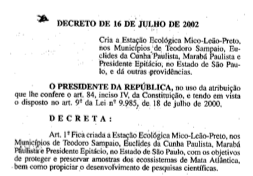 DECRETO DE 16 DE JULHO DE 2002
Cria a Estação Ecológica Mico-Leão-Preto,
nos Municípios de Teodoro Sampaio, Eu-
clides da Cunha Paulista, Marabá Paulista e
Presidente Epitácio, no Estado de São Pau-
lo, e dá outras providências.
O PRESIDENTE DA REPÚBLICA, no uso da atribuição
que lhe confere o art. 84, inciso IV, da Constituição, e tendo em vista
o disposto no art. 9º da Lei nº 9.985, de 18 de julho de 2000,
D E C R E T A :
Art. 1º Fica criada a Estação Ecológica Mico-Leão-Preto, nos
Municípios de Teodoro Sampaio, Euclides da Cunha Paulista, Marabá
Paulista e Presidente Epitácio, no Estado de São Paulo, com os objetivos
de proteger e preservar amostras dos ecossistemas de Mata Atlântica,
bem como propiciar o desenvolvimento de pesquisas científicas.